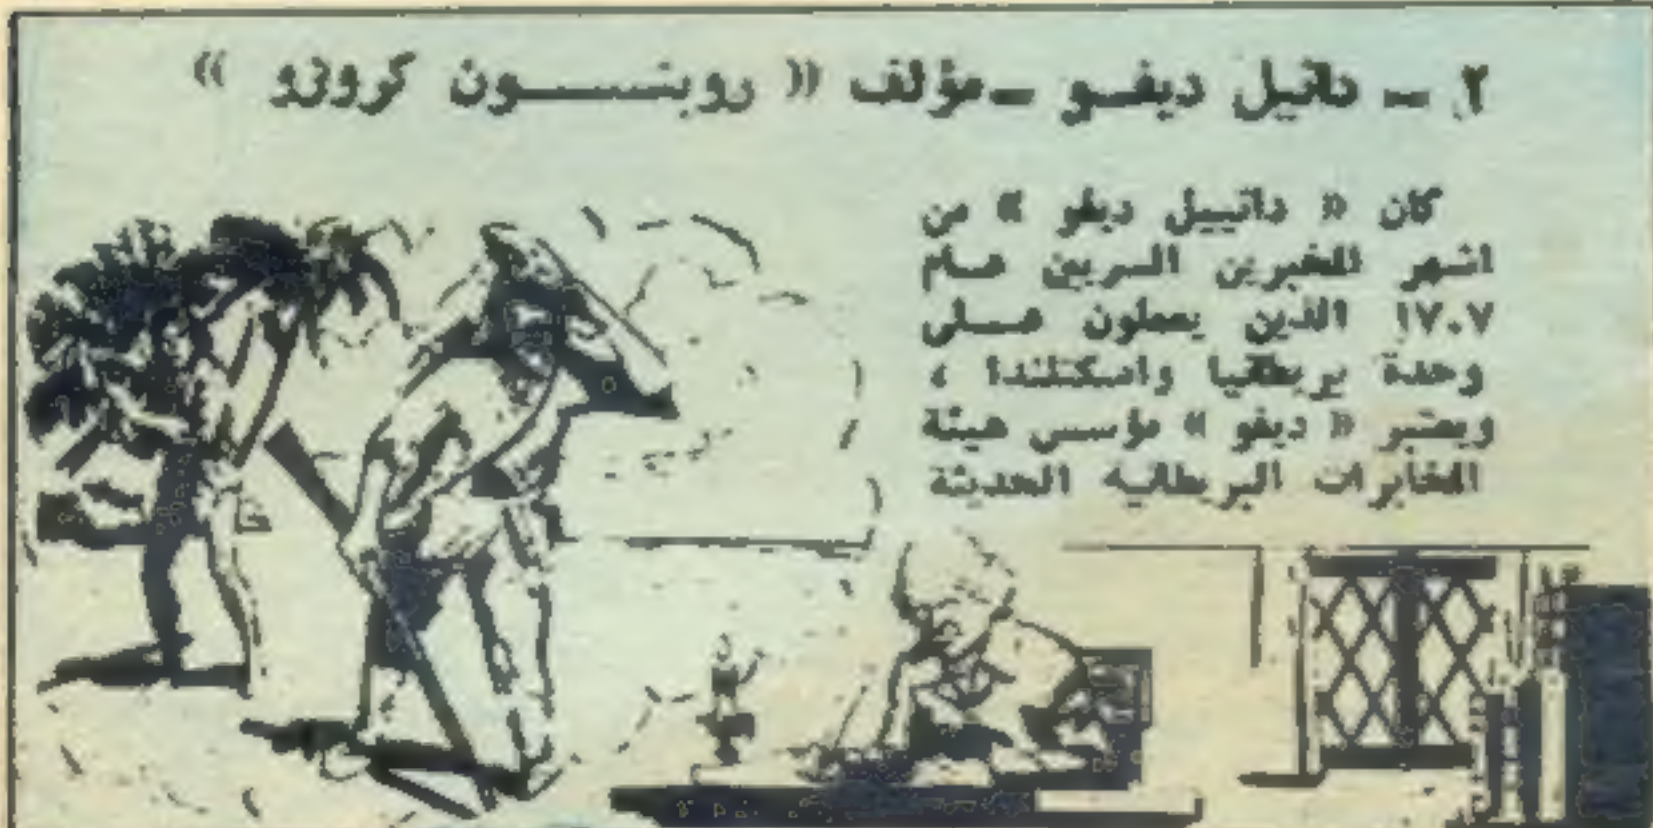 ٢ - دانيل ديفو - مؤلف « روبنسون كروزو »
كان « دانييل ديفو » من
اشهر المخبرين السريين عام
١٧٠٧ الذين يعملون على
وحدة بريطانيا واسكتلندا ،
ويعتبر « ديفو » مؤسس هيئة
المخابرات البريطانيه الحديثة